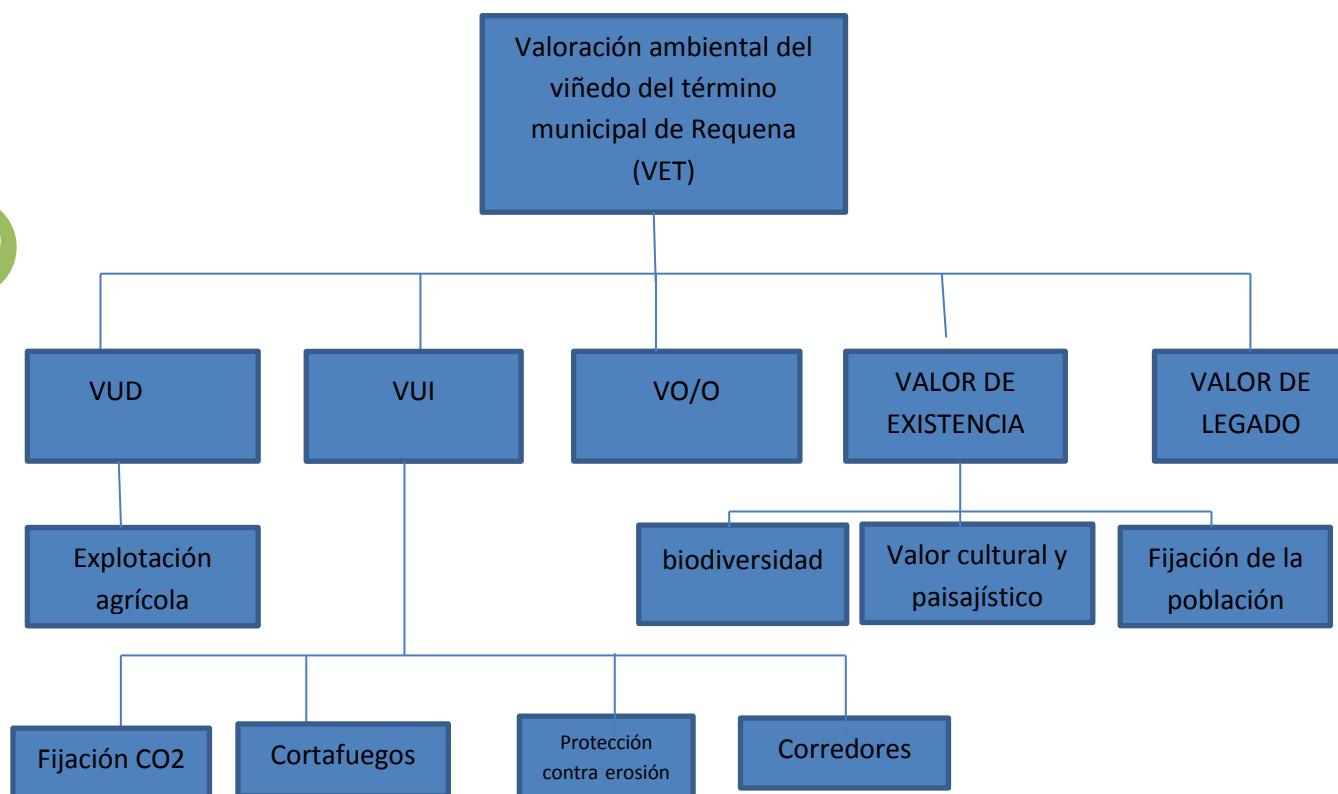 Valoración ambiental del
viñedo del término
municipal de Requena
(VET)
VUD
VUI
VO/O
VALOR DE
EXISTENCIA
VALOR DE
LEGADO
Explotación
agrícola
biodiversidad
Valor cultural y
paisajístico
Fijación de la
población
Fijación CO2
Cortafuegos
Protección
contra erosión
Corredores